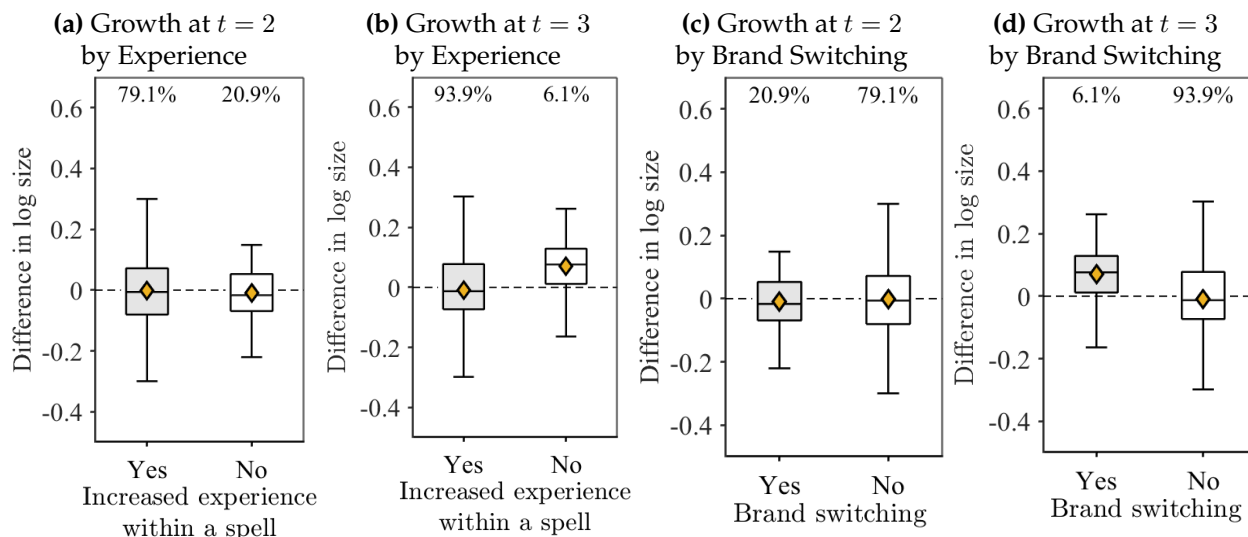 (a) Growth at t = 2
by Experience
79.1% 20.9%
0.6
0.4
0.2
0
-0.2
-0.4
Difference in log size
Yes No
Increased experience
within a spell
(b) Growth at t = 3
by Experience
93.9% 6.1%
0.6
0.4
0.2
0
-0.2
-0.4
Difference in log size
Yes No
Increased experience
within a spell
(c) Growth at t = 2
by Brand Switching
20.9% 79.1%
0.6
0.4
0.2
0
-0.2
-0.4
Difference in log size
Yes No
Brand switching
(d) Growth at t = 3
by Brand Switching
6.1% 93.9%
0.6
0.4
0.2
0
-0.2
-0.4
Difference in log size
Yes No
Brand switching